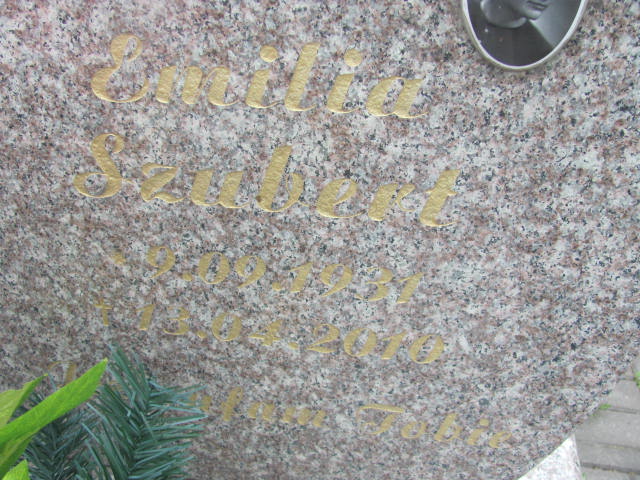 Emilia
Szubert
* 9.09.1931
† 13.04.2010
Tobie